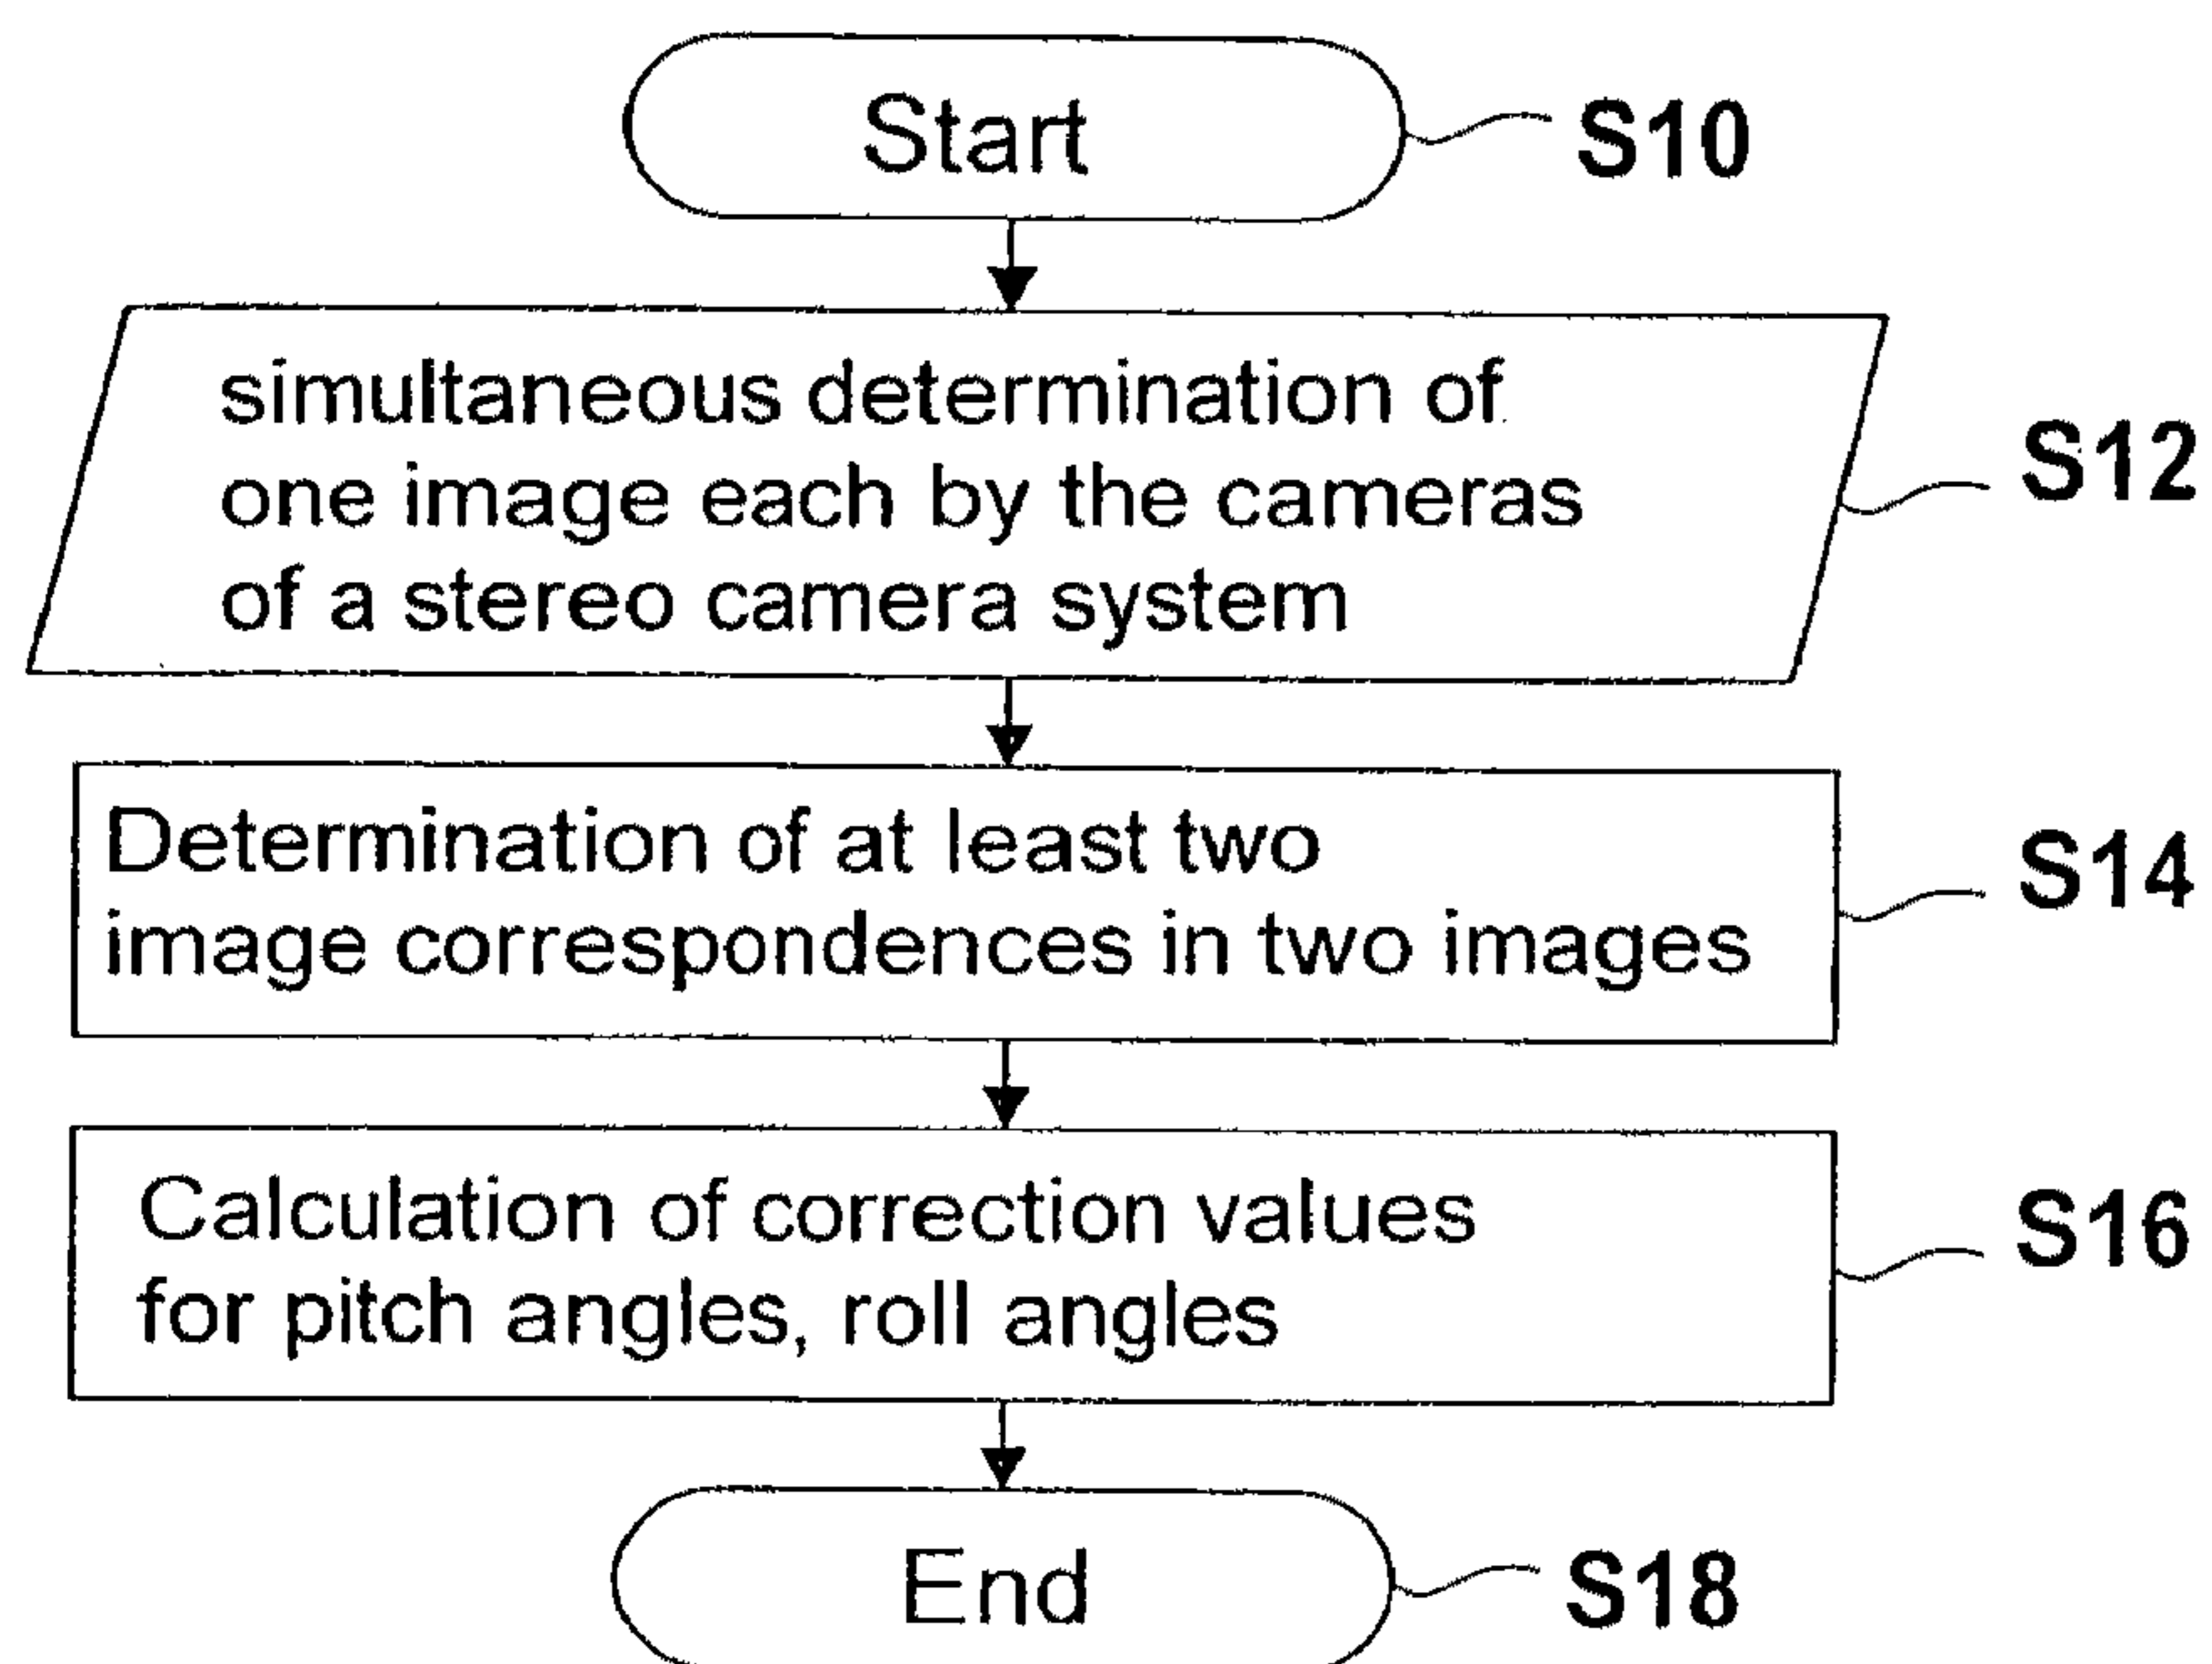 Start
S10
simultaneous determination of
one image each by the cameras
of a stereo camera system
S12
Determination of at least two
image correspondences in two images
S14
Calculation of correction values
for pitch angles, roll angles
S16
End
S18